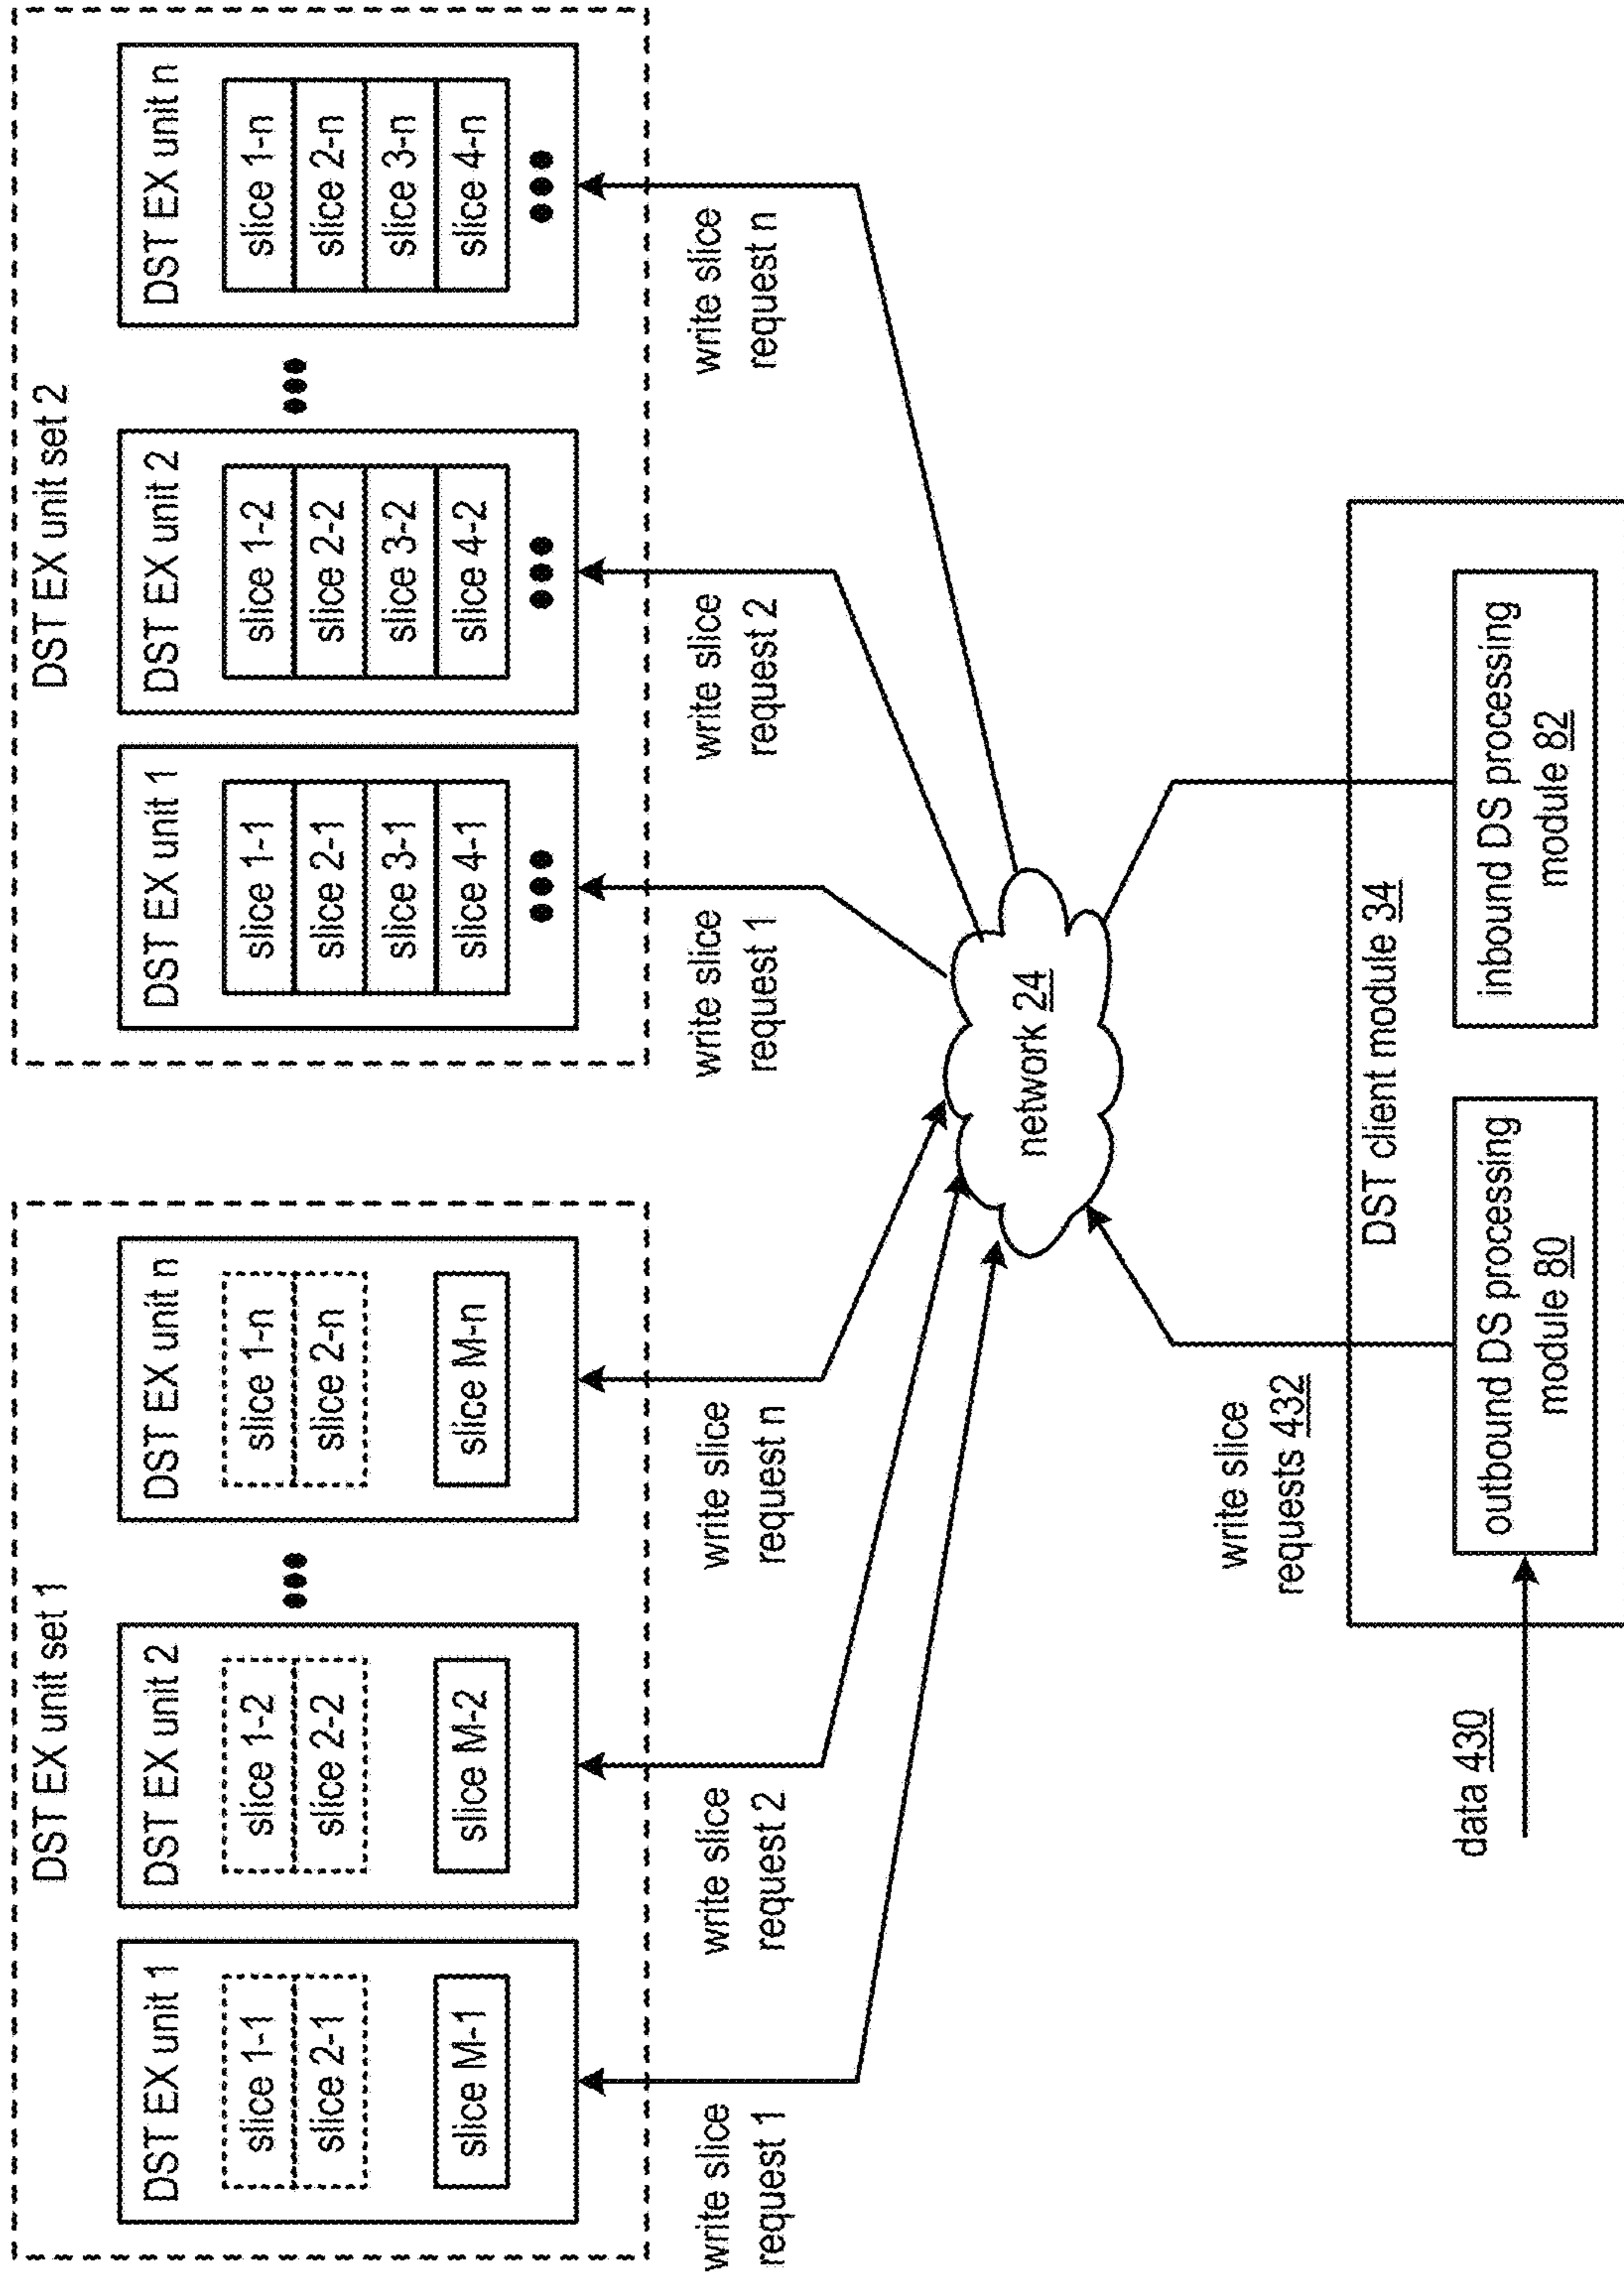 DST EX unit set 1
DST EX unit 1
slice 1-1
slice 2-1
slice M-1
DST EX unit 2
slice 1-2
slice 2-2
slice M-2
DST EX unit n
slice 1-n
slice 2-n
slice M-n
DST EX unit set 2
DST EX unit 1
slice 1-1
slice 2-1
slice 3-1
slice 4-1
DST EX unit 2
slice 1-2
slice 2-2
slice 3-2
slice 4-2
DST EX unit n
slice 1-n
slice 2-n
slice 3-n
slice 4-n
write slice
request 1
write slice
request 2
write slice
request n
write slice
request 1
write slice
request 2
write slice
request n
network 24
write slice
requests 432
DST client module 34
data 430
outbound DS processing
module 80
inbound DS processing
module 82